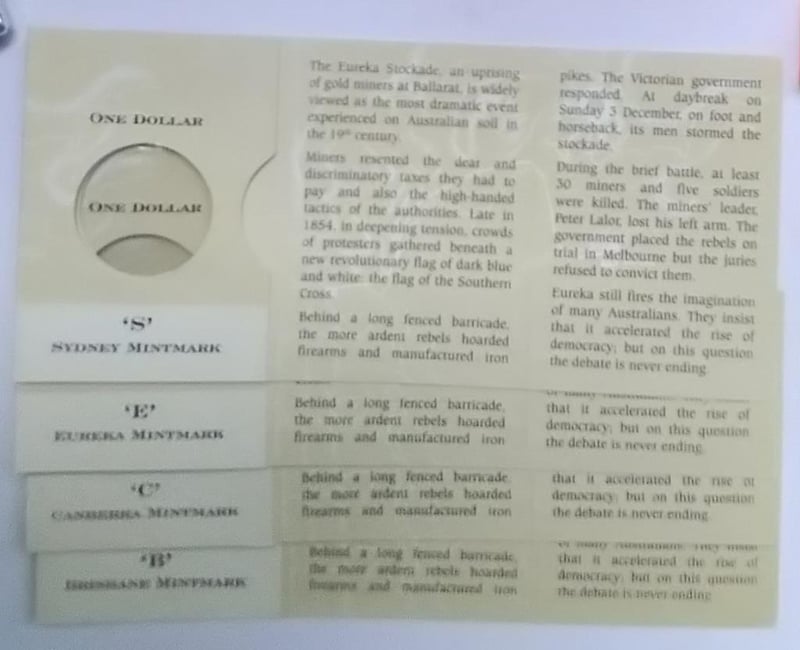 ONE DOLLAR
ONE DOLLAR
'S'
SYDNEY MINTMARK
The Eureka Stockade, an uprising
of gold miners at Ballarat, is widely
viewed as the most dramatic event
experienced on Australian soil in
the 19th century.
Miners resented the dear and
discriminatory taxes they had to
pay and also the high-handed
tactics of the authorities. Late in
1854, in deepening tension, crowds
of protesters gathered beneath a
new revolutionary flag of dark blue
and white: the flag of the Southern
Cross.
Behind a long fenced barricade,
the more ardent rebels hoarded
firearms and manufactured iron
pikes. The Victorian government
responded. At daybreak on
Sunday 3 December, on foot and
horseback, its men stormed the
stockade.
During the brief battle, at least
30 miners and five soldiers
were killed. The miners' leader,
Peter Lalor, lost his left arm. The
government placed the rebels on
trial in Melbourne but the juries
refused to convict them.
Eureka still fires the imagination
of many Australians. They insist
that it accelerated the rise of
democracy; but on this question
the debate is never ending.
'E'
EUREKA MINTMARK
Behind a long fenced barricade,
the more ardent rebels hoarded
firearms and manufactured iron
of many Australians. They insist
that it accelerated the rise of
democracy; but on this question
the debate is never ending.
'C'
CANBERRA MINTMARK
Behind a long fenced barricade,
the more ardent rebels hoarded
firearms and manufactured iron
that it accelerated the rise of
democracy; but on this question
the debate is never ending.
'B'
BRISBANE MINTMARK
Behind a long fenced barricade,
the more ardent rebels hoarded
firearms and manufactured iron
of many Australians. They insist
that it accelerated the rise of
democracy; but on this question
the debate is never ending.